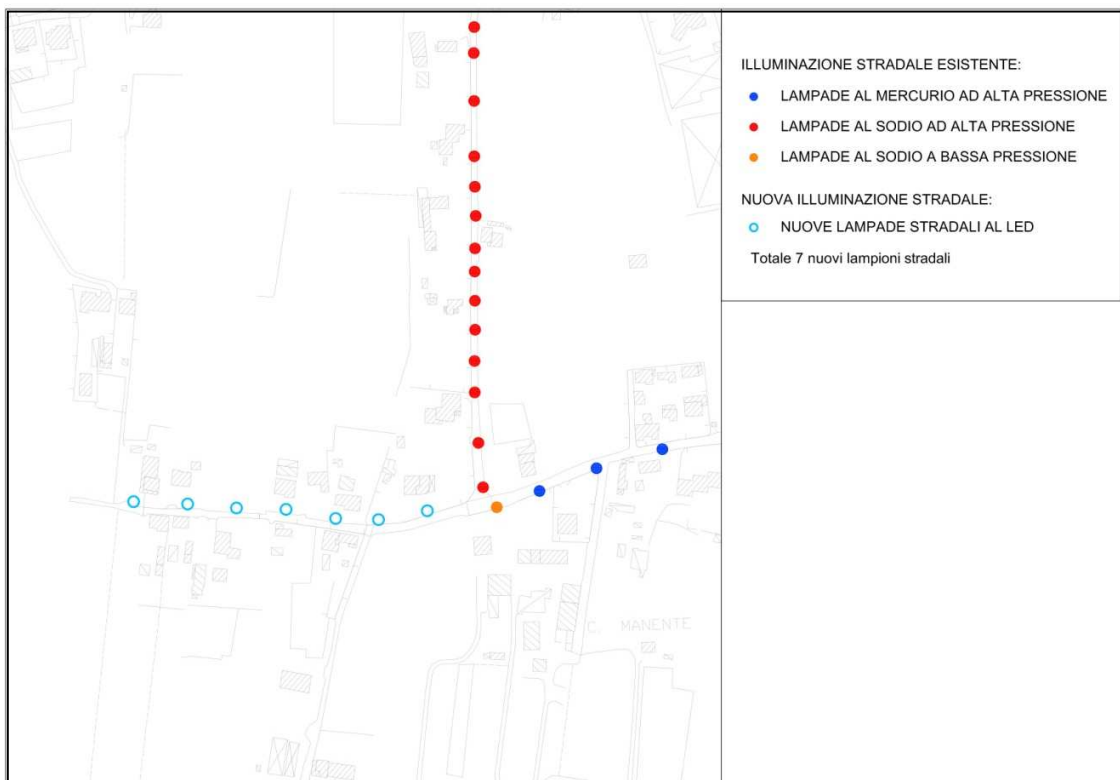 ILLUMINAZIONE STRADALE ESISTENTE:
LAMPADE AL MERCURIO AD ALTA PRESSIONE
LAMPADE AL SODIO AD ALTA PRESSIONE
LAMPADE AL SODIO A BASSA PRESSIONE
NUOVA ILLUMINAZIONE STRADALE:
NUOVE LAMPADE STRADALI AL LED
Totale 7 nuovi lampioni stradali
C. MANENTE